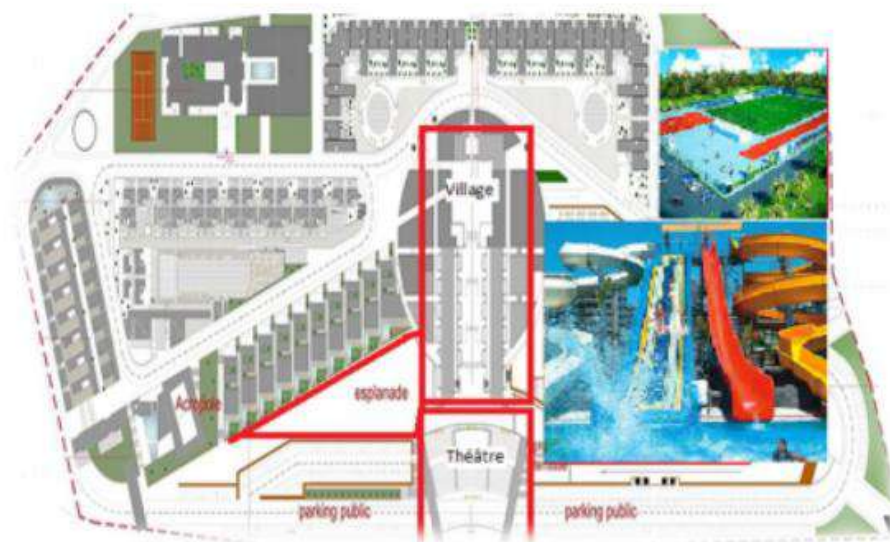 Village
esplanade
Acropole
Théâtre
parking public
parking public